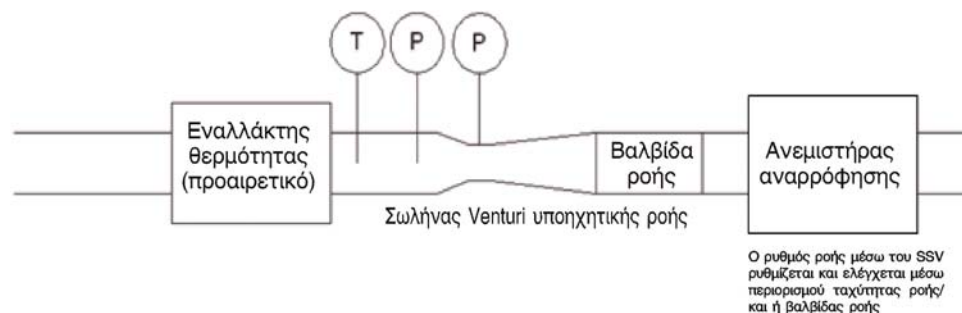 T P P
Εναλλάκτης
θερμότητας
(προαιρετικό)
Βαλβίδα
ροής
Ανεμιστήρας
αναρρόφησης
Σωλήνας Venturi υποηχητικής ροής
Ο ρυθμός ροής μέσω του SSV
ρυθμίζεται και ελέγχεται μέσω
περιορισμού ταχύτητας ροής/
και ή βαλβίδας ροής